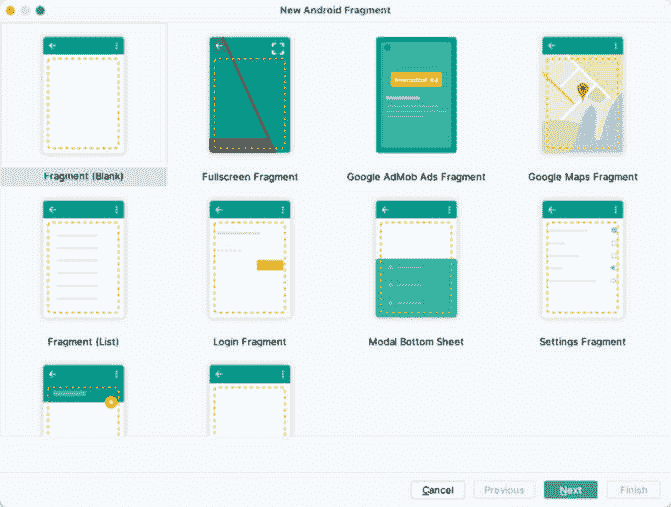 New Android Fragment
Fragment (Blank)
Fullscreen Fragment
Google AdMob Ads Fragment
Google Maps Fragment
Fragment (List)
Login Fragment
Modal Bottom Sheet
Settings Fragment
Cancel
Previous
Next
Finish